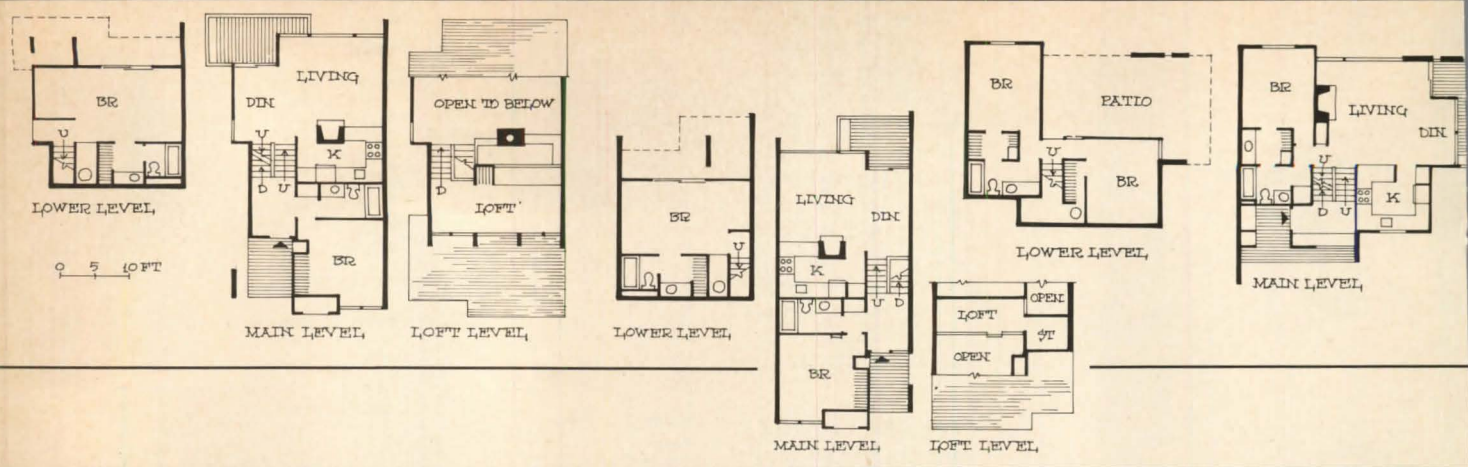 BR
U
LOWER LEVEL
0 5 10 FT
LIVING
DIN
U
K
D U
BR
MAIN LEVEL
OPEN TO BELOW
D
LOFT
LOFT LEVEL
BR
U
LOWER LEVEL
LIVING
DIN
K
U D
BR
MAIN LEVEL
BR
PATIO
U
BR
LOWER LEVEL
OPEN
LOFT
ST
OPEN
LOFT LEVEL
BR
LIVING
DIN
U
K
D U
MAIN LEVEL